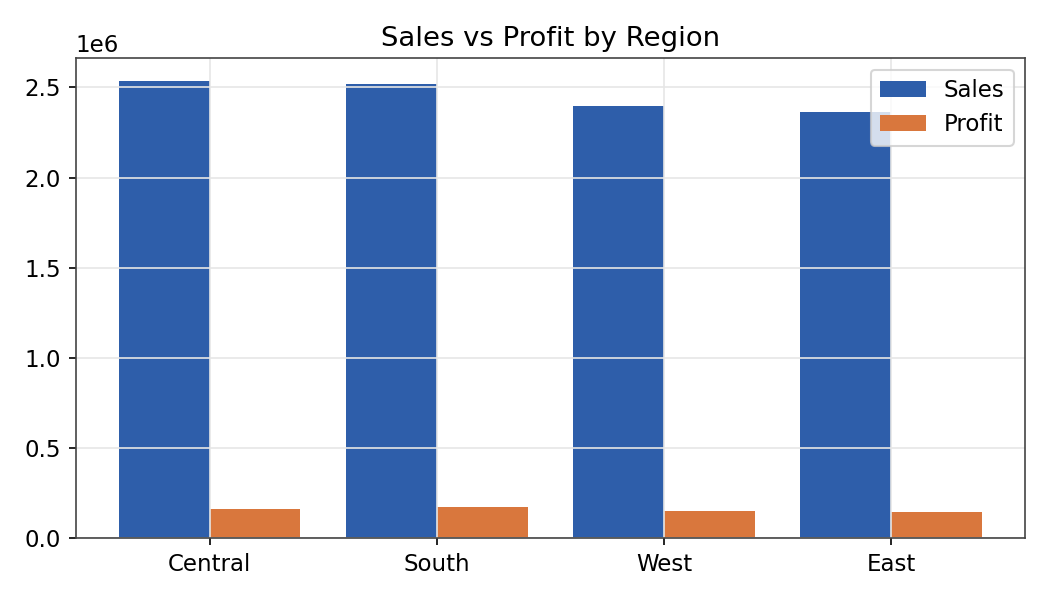 Sales vs Profit by Region
1e6
2.5
2.0
1.5
1.0
0.5
0.0
Sales
Profit
Central
South
West
East